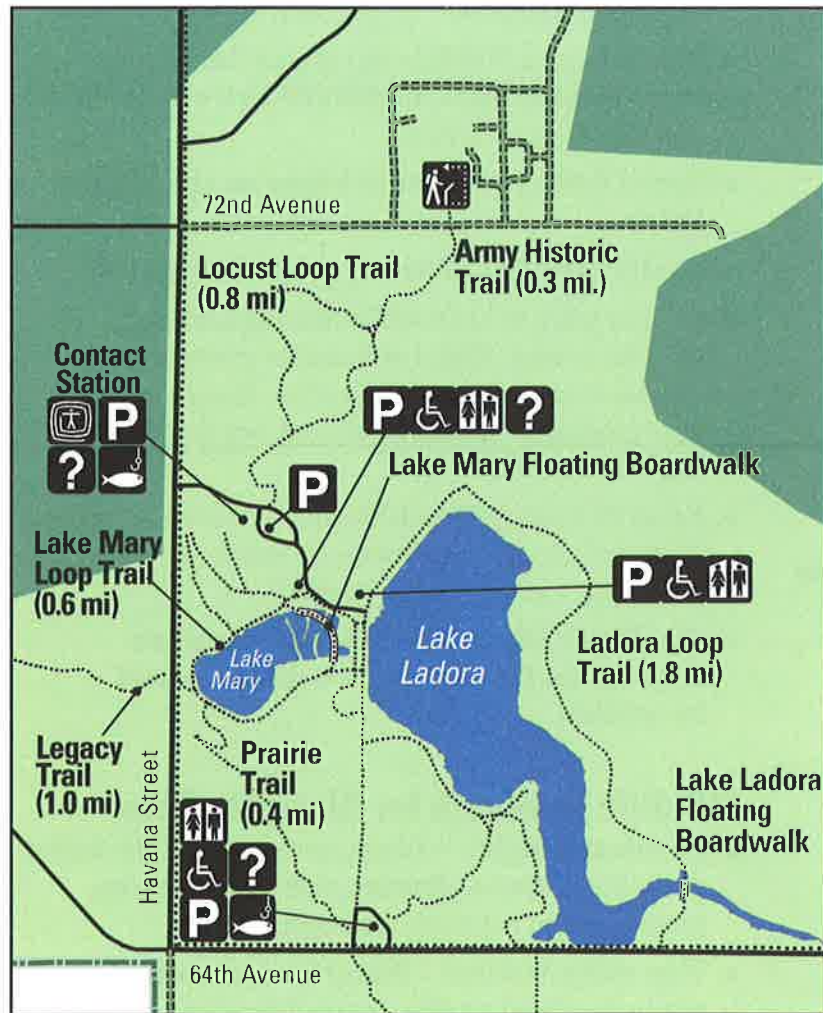 72nd Avenue
Locust Loop Trail
(0.8 mi)
Army Historic
Trail (0.3 mi.)
Contact
Station
P
?
P
P
?
Lake Mary Floating Boardwalk
Lake Mary
Loop Trail
(0.6 mi)
P
Lake
Mary
Lake
Ladora
Ladora Loop
Trail (1.8 mi)
Legacy
Trail
(1.0 mi)
Havana Street
Prairie
Trail
(0.4 mi)
?
P
Lake Ladora
Floating
Boardwalk
64th Avenue